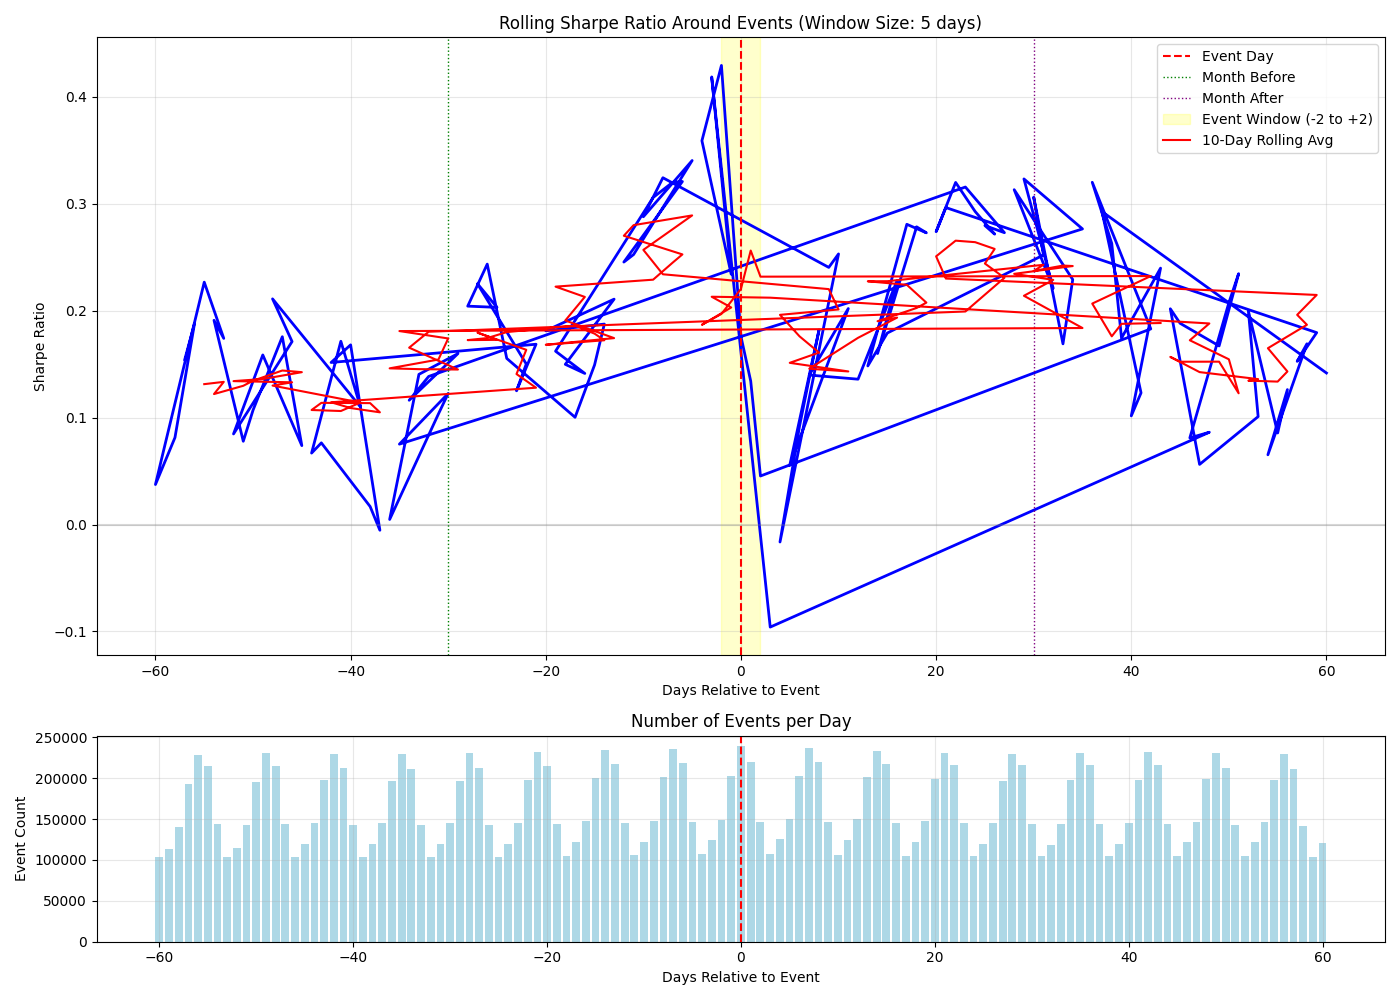 Rolling Sharpe Ratio Around Events (Window Size: 5 days)
Event Day
Month Before
Month After
Event Window (-2 to +2)
10-Day Rolling Avg
Sharpe Ratio
0.4
0.3
0.2
0.1
0.0
−0.1
−60 −40 −20 0 20 40 60
Days Relative to Event
Number of Events per Day
Event Count
250000
200000
150000
100000
50000
0
−60 −40 −20 0 20 40 60
Days Relative to Event